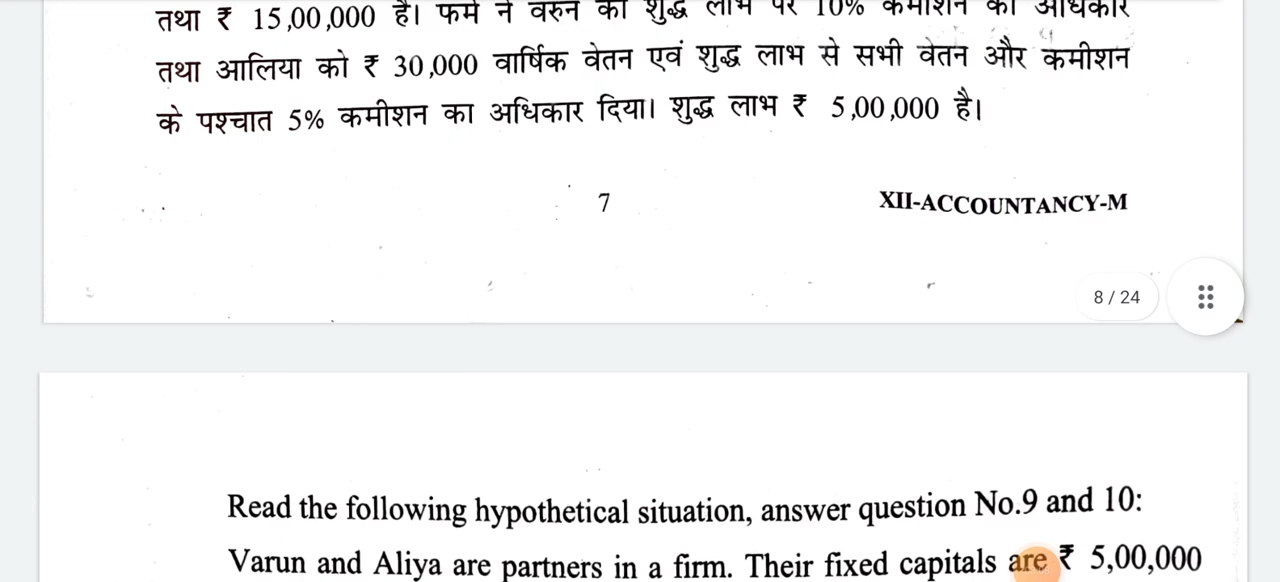 तथा ₹ 15,00,000 हैं। फर्म ने वरुन को शुद्ध लाभ पर 10% कमीशन का अधिकार
तथा आलिया को ₹ 30,000 वार्षिक वेतन एवं शुद्ध लाभ से सभी वेतन और कमीशन
के पश्चात 5% कमीशन का अधिकार दिया। शुद्ध लाभ ₹ 5,00,000 है।
7
XII-ACCOUNTANCY-M
8 / 24
Read the following hypothetical situation, answer question No.9 and 10:
Varun and Aliya are partners in a firm. Their fixed capitals are ₹ 5,00,000